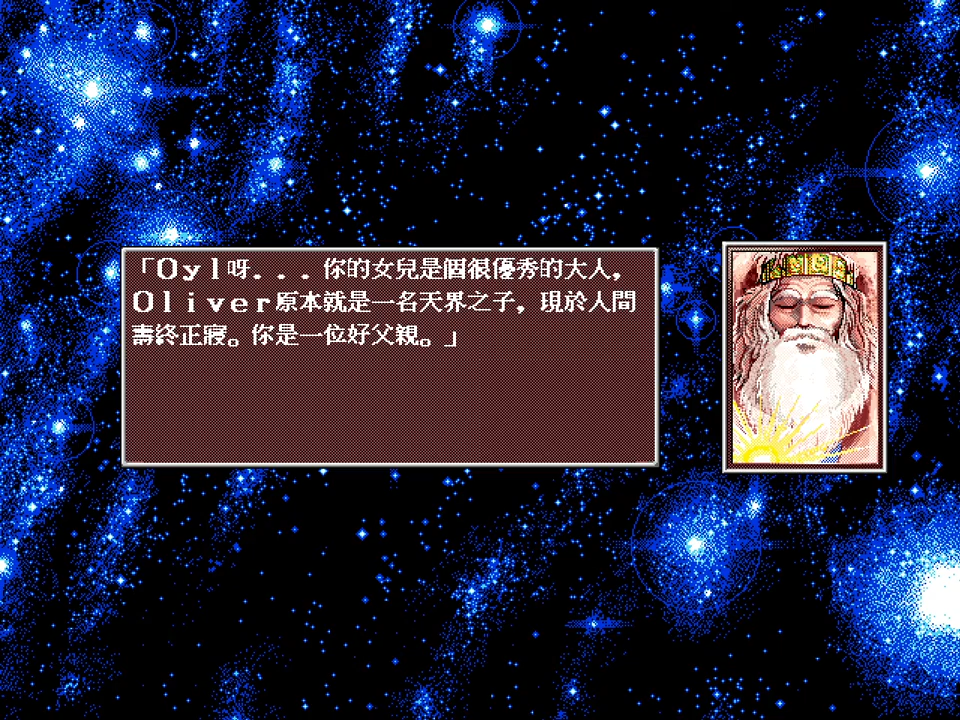 「Ｏｙｌ呀．．．你的女兒是個很優秀的大人，
Ｏｌｉｖｅｒ原本就是一名天界之子，現於人間
壽終正寢。你是一位好父親。」